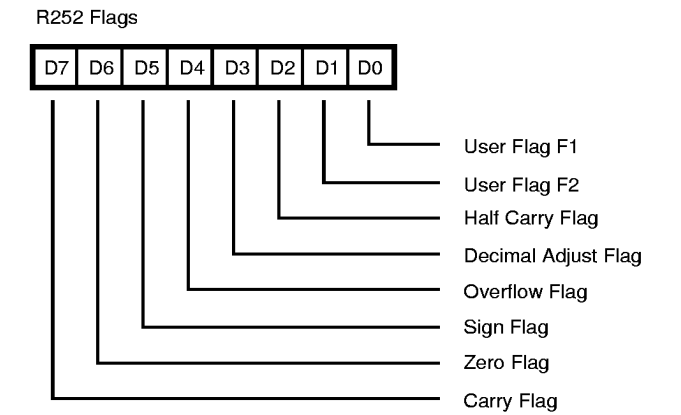 R252 Flags
D7 D6 D5 D4 D3 D2 D1 D0
User Flag F1
User Flag F2
Half Carry Flag
Decimal Adjust Flag
Overflow Flag
Sign Flag
Zero Flag
Carry Flag